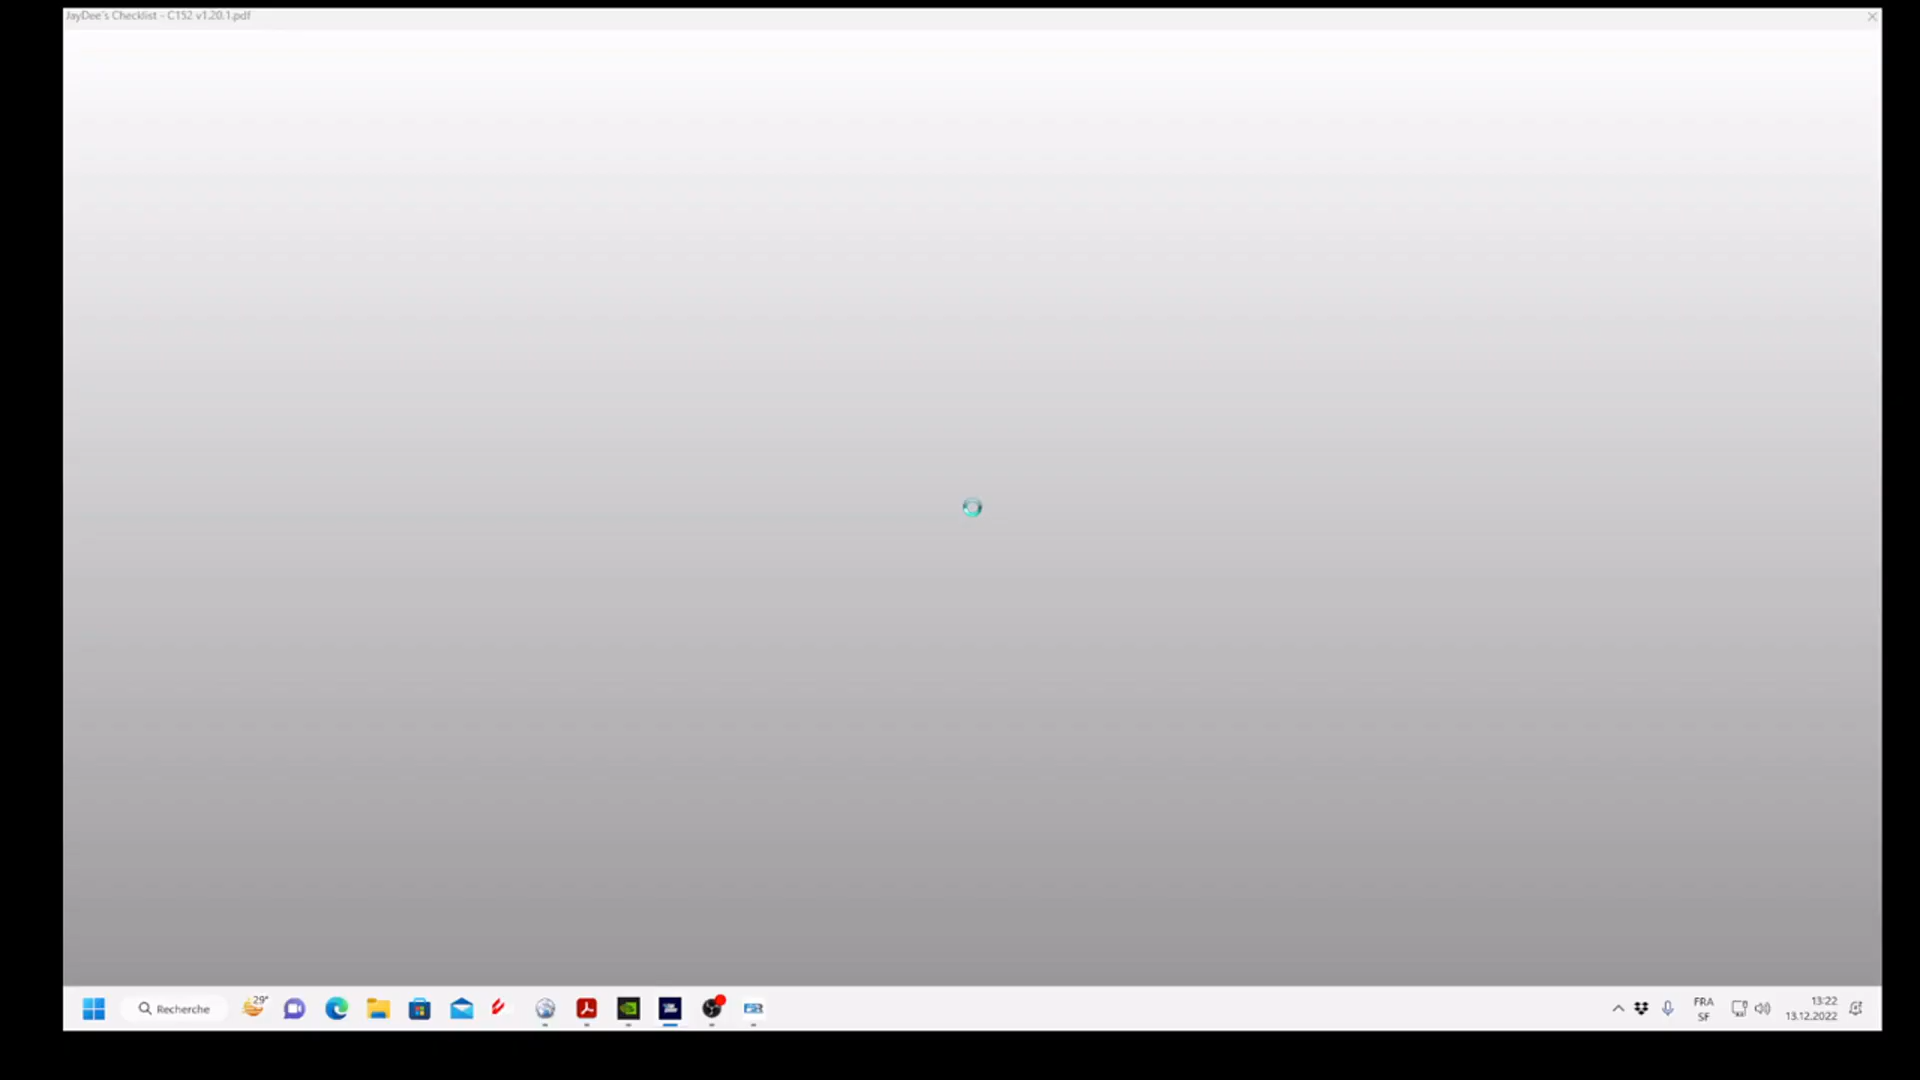 JayDee's Checklist - C152 v1.20.1.pdf
Recherche
29°
FRA
SF
13:22
13.12.2022